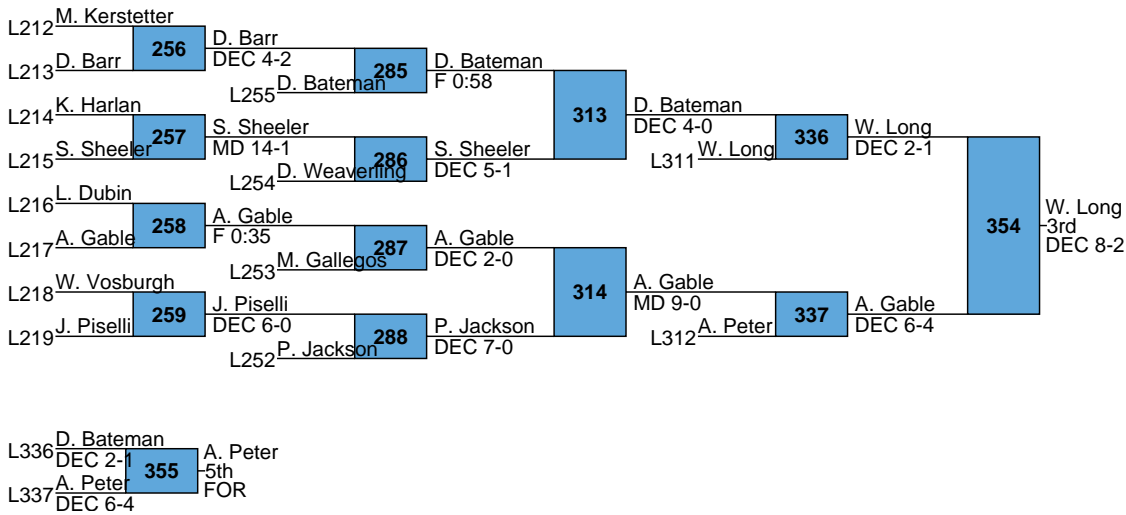 L212 M. Kerstetter
256
D. Barr
DEC 4-2
L213 D. Barr
285
D. Bateman
F 0:58
L255 D. Bateman
L214 K. Harlan
257
S. Sheeler
MD 14-1
L215 S. Sheeler
286
S. Sheeler
DEC 5-1
L254 D. Weaverling
313
D. Bateman
DEC 4-0
336
W. Long
DEC 2-1
L311 W. Long
L216 L. Dubin
258
A. Gable
F 0:35
L217 A. Gable
287
A. Gable
DEC 2-0
L253 M. Gallegos
L218 W. Vosburgh
259
J. Piselli
DEC 6-0
L219 J. Piselli
288
P. Jackson
DEC 7-0
L252 P. Jackson
314
A. Gable
MD 9-0
337
A. Gable
DEC 6-4
L312 A. Peter
354
W. Long
3rd
DEC 8-2
L336 D. Bateman
DEC 2-1
355
A. Peter
5th
FOR
L337 A. Peter
DEC 6-4